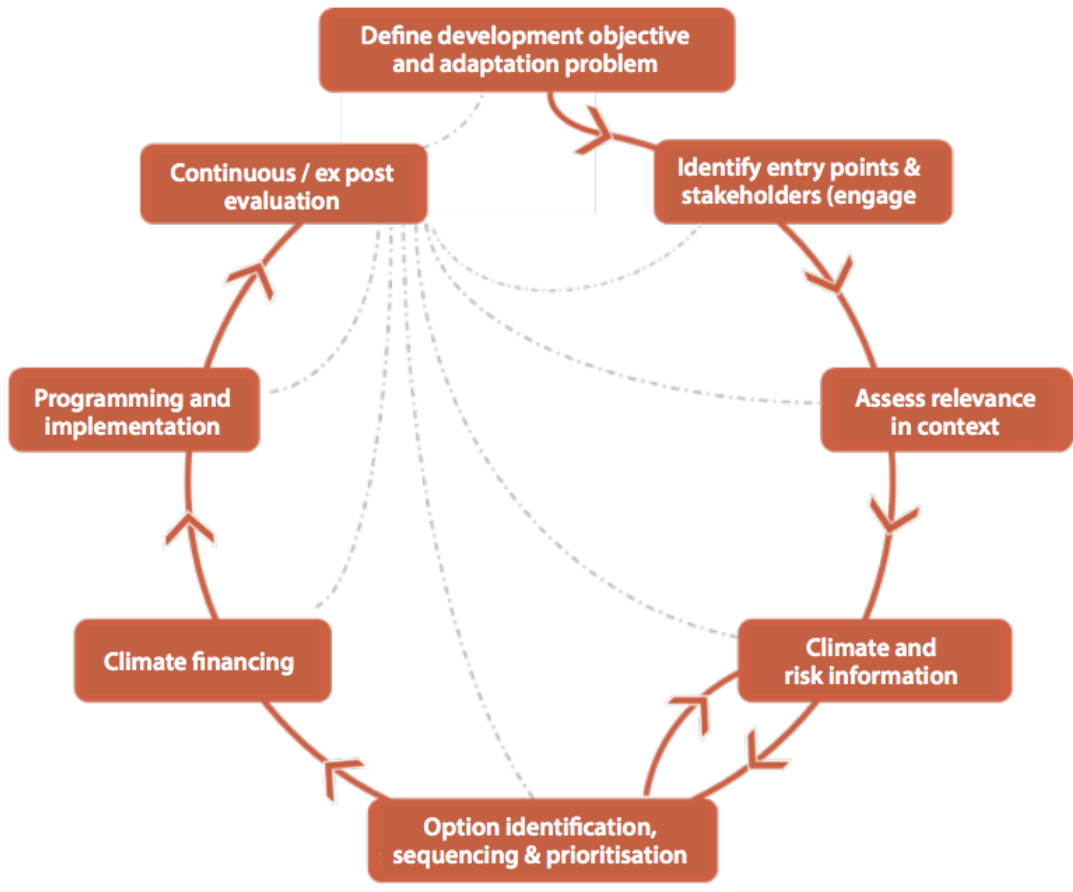 Define development objective
and adaptation problem
Continuous / ex post
evaluation
Identify entry points &
stakeholders (engage
Programming and
implementation
Assess relevance
in context
Climate financing
Climate and
risk information
Option identification,
sequencing & prioritisation